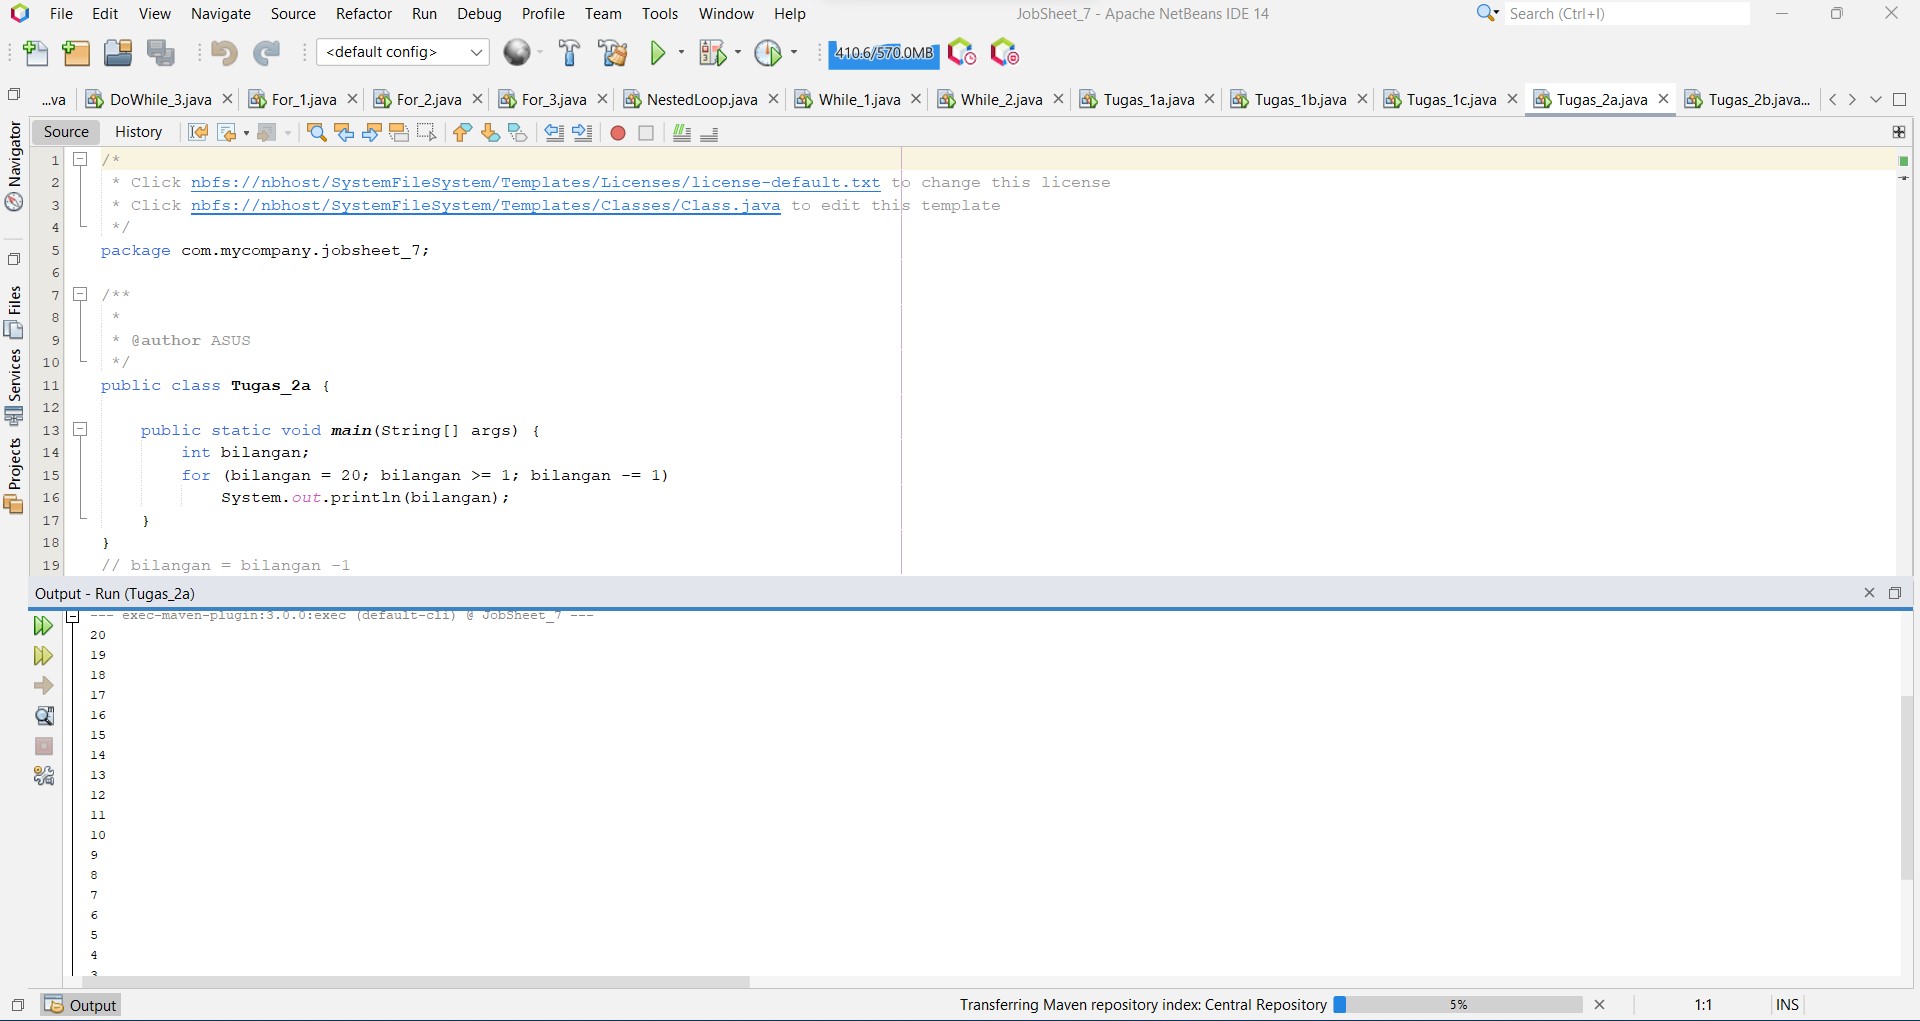 File Edit View Navigate Source Refactor Run Debug Profile Team Tools Window Help JobSheet_7 - Apache NetBeans IDE 14 Search (Ctrl+I)
<default config> 410.6/570.0MB
...va DoWhile_3.java For_1.java For_2.java For_3.java NestedLoop.java While_1.java While_2.java Tugas_1a.java Tugas_1b.java Tugas_1c.java Tugas_2a.java Tugas_2b.java...
Source History
Navigator
Files
Services
Projects
1 /*
2 * Click nbfs://nbhost/SystemFileSystem/Templates/Licenses/license-default.txt to change this license
3 * Click nbfs://nbhost/SystemFileSystem/Templates/Classes/Class.java to edit this template
4 */
5 package com.mycompany.jobsheet_7;
6
7 /**
8 *
9 * @author ASUS
10 */
11 public class Tugas_2a {
12
13 public static void main(String[] args) {
14 int bilangan;
15 for (bilangan = 20; bilangan >= 1; bilangan -= 1)
16 System.out.println(bilangan);
17 }
18 }
19 // bilangan = bilangan -1
Output - Run (Tugas_2a)
--- exec-maven-plugin:3.0.0:exec (default-cli) @ JobSheet_7 ---
20
19
18
17
16
15
14
13
12
11
10
9
8
7
6
5
4
3
Output Transferring Maven repository index: Central Repository 5% 1:1 INS